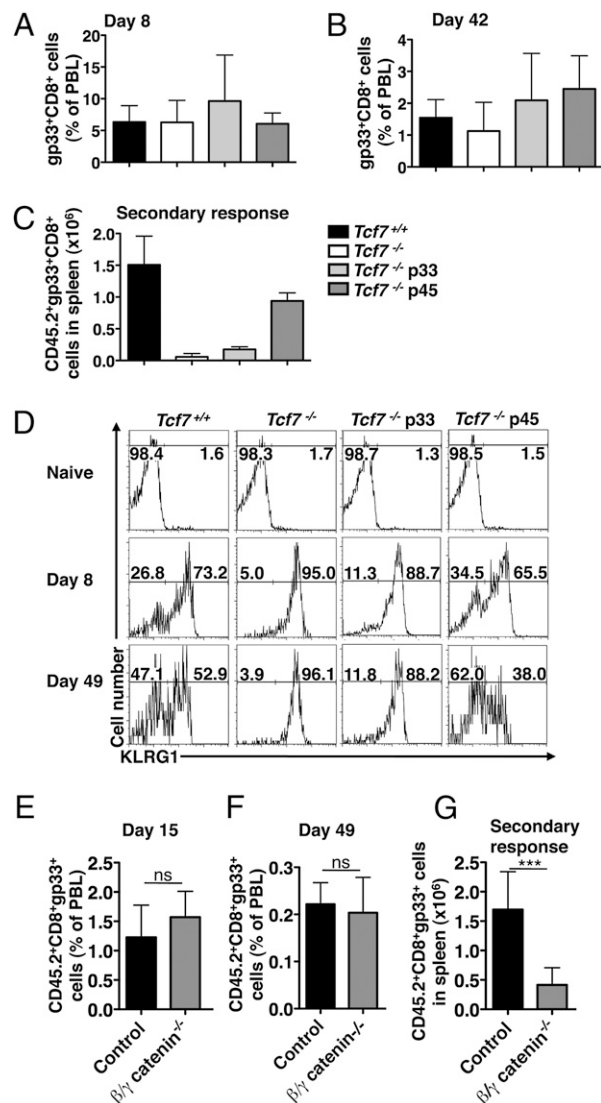 A
Day 8
gp33+CD8+ cells
(% of PBL)
20
15
10
5
0
B
Day 42
gp33+CD8+ cells
(% of PBL)
4
3
2
1
0
C
Secondary response
CD45.2+gp33+CD8+
cells in spleen (x10⁶)
2.0
1.5
1.0
0.5
0.0
Tcf7 +/+
Tcf7 -/-
Tcf7 -/- p33
Tcf7 -/- p45
D
Tcf7 +/+ Tcf7 -/- Tcf7 -/- p33 Tcf7 -/- p45
Naive
98.4 1.6 98.3 1.7 98.7 1.3 98.5 1.5
Day 8
26.8 73.2 5.0 95.0 11.3 88.7 34.5 65.5
Day 49
47.1 52.9 3.9 96.1 11.8 88.2 62.0 38.0
Cell number
KLRG1
E
Day 15
CD45.2+CD8+gp33+
cells (% of PBL)
2.5
2.0
1.5
1.0
0.5
0.0
ns
Control
β/γ catenin-/-
F
Day 49
CD45.2+CD8+gp33+
cells (% of PBL)
0.3
0.2
0.1
0.0
ns
Control
β/γ catenin-/-
G
Secondary
response
CD45.2+CD8+gp33+ cells
in spleen (x10⁶)
2.5
2.0
1.5
1.0
0.5
0.0
***
Control
β/γ catenin-/-